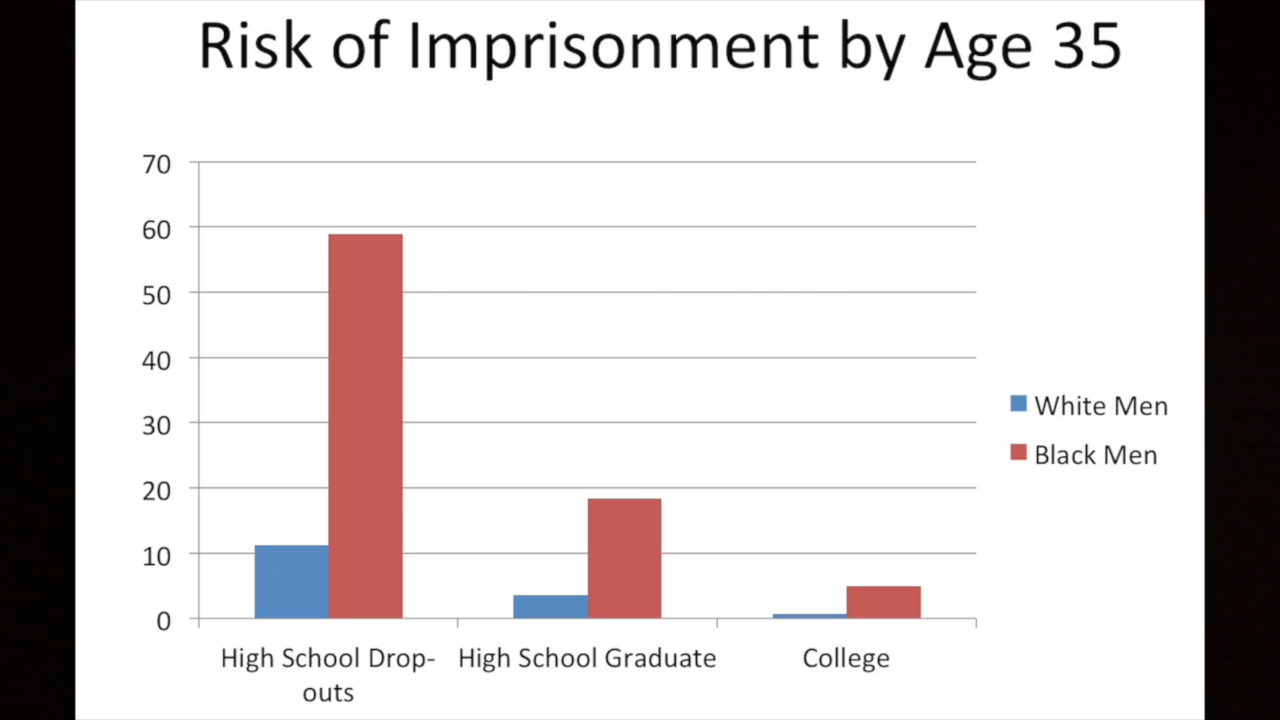 Risk of Imprisonment by Age 35
70
60
50
40
30
20
10
0
White Men
Black Men
High School Drop-
outs
High School Graduate
College